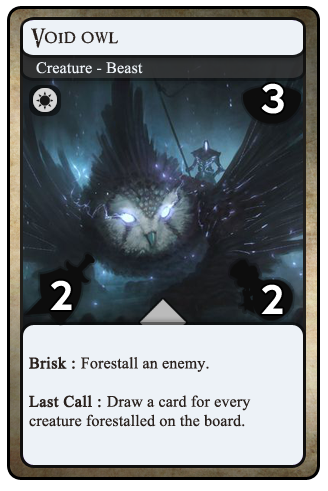 Void owl
Creature - Beast
3
2
2
Brisk : Forestall an enemy.
Last Call : Draw a card for every
creature forestalled on the board.